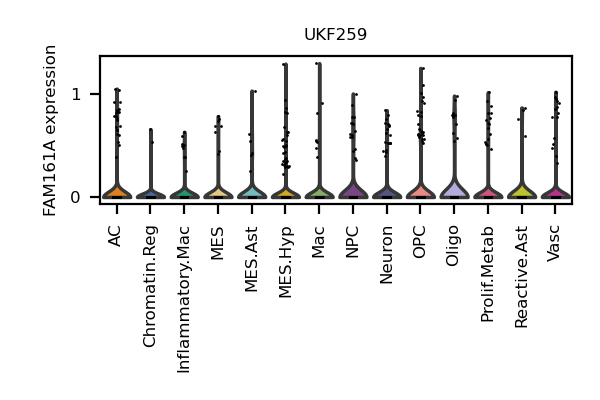 UKF259
FAM161A expression
1
0
AC
Chromatin.Reg
Inflammatory.Mac
MES
MES.Ast
MES.Hyp
Mac
NPC
Neuron
OPC
Oligo
Prolif.Metab
Reactive.Ast
Vasc